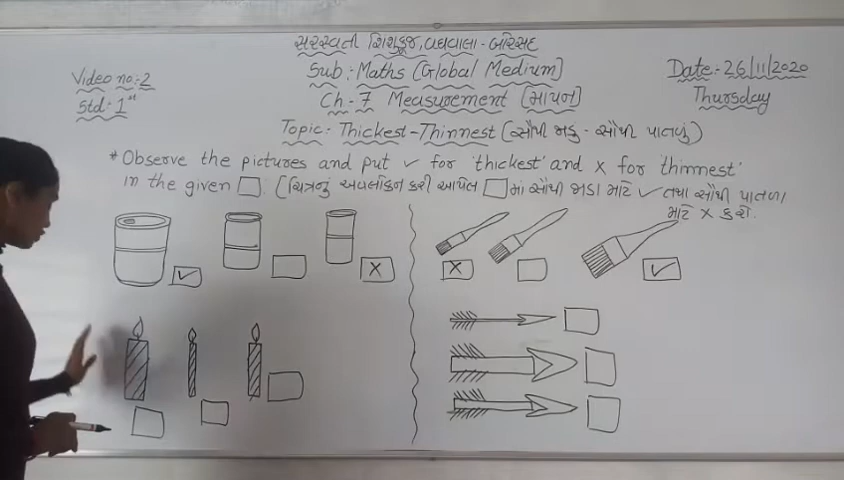 સરસ્વતી શિશુકુંજ, વઘવાલા - બોરસદ
Video no:-2
Sub : Maths (Global Medium)
Date:- 26/11/2020
Std:- 1st
Ch-7 Measurement (માપન)
Thursday
Topic: Thickest-Thinnest (સૌથી જાડું - સૌથી પાતળું)
* Observe the pictures and put ✓ for 'thickest' and x for 'thinnest'
in the given □. (ચિત્રનું અવલોકન કરી આપેલ □માં સૌથી જાડા માટે ✓ તથા સૌથી પાતળા
માટે x કરો.
✓ x x ✓